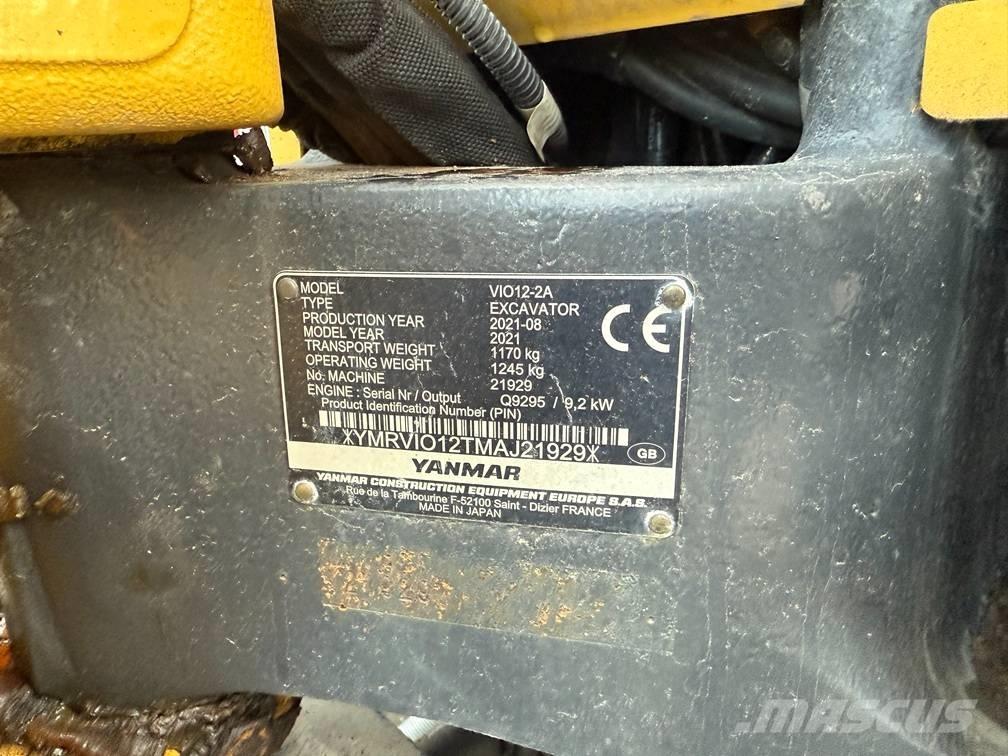 MODEL VIO12-2A
TYPE EXCAVATOR
PRODUCTION YEAR 2021-08
MODEL YEAR 2021
TRANSPORT WEIGHT 1170 kg
OPERATING WEIGHT 1245 kg
No. MACHINE 21929
ENGINE : Serial Nr / Output Q9295 / 9,2 kW
Product Identification Number (PIN)
CE
*YMRVIO12TMAJ21929*
GB
YANMAR
YANMAR CONSTRUCTION EQUIPMENT EUROPE S.A.S.
Rue de la Tambourine F-52100 Saint - Dizier FRANCE
MADE IN JAPAN
MASCUS